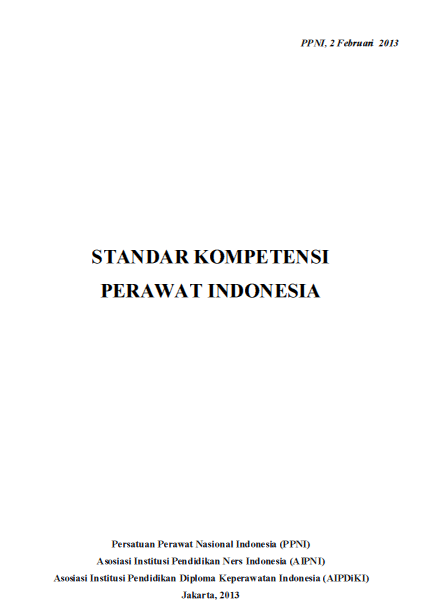 PPNI, 2 Februari 2013
STANDAR KOMPETENSI
PERAWAT INDONESIA
Persatuan Perawat Nasional Indonesia (PPNI)
Asosiasi Institusi Pendidikan Ners Indonesia (AIPNI)
Asosiasi Institusi Pendidikan Diploma Keperawatan Indonesia (AIPDiKI)
Jakarta, 2013